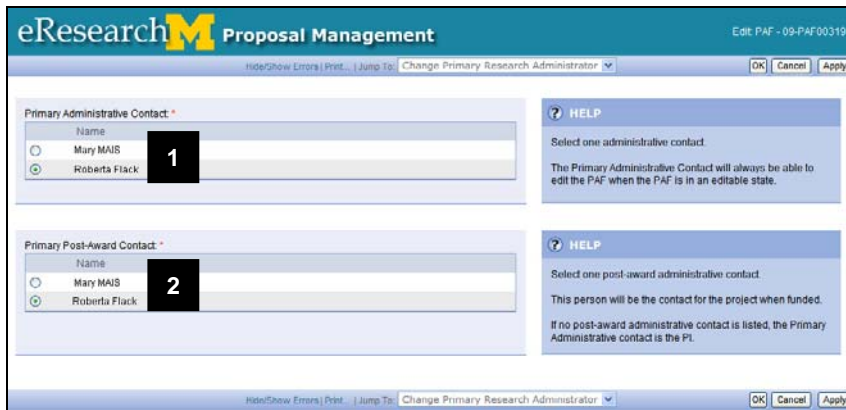 eResearch M Proposal Management
Edit: PAF - 09-PAF00319
Hide/Show Errors | Print... | Jump To: Change Primary Research Administrator
OK Cancel Apply
Primary Administrative Contact: *
Name
Mary MAIS
Roberta Flack
1
? HELP
Select one administrative contact.
The Primary Administrative Contact will always be able to
edit the PAF when the PAF is in an editable state.
Primary Post-Award Contact: *
Name
Mary MAIS
Roberta Flack
2
? HELP
Select one post-award administrative contact
This person will be the contact for the project when funded.
If no post-award administrative contact is listed, the Primary
Administrative contact is the PI.
Hide/Show Errors | Print... | Jump To: Change Primary Research Administrator
OK Cancel Apply